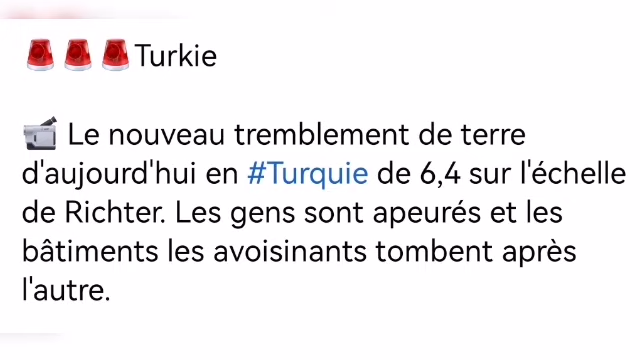 🚨🚨🚨Turkie
📹 Le nouveau tremblement de terre
d'aujourd'hui en #Turquie de 6,4 sur l'échelle
de Richter. Les gens sont apeurés et les
bâtiments les avoisinants tombent après
l'autre.